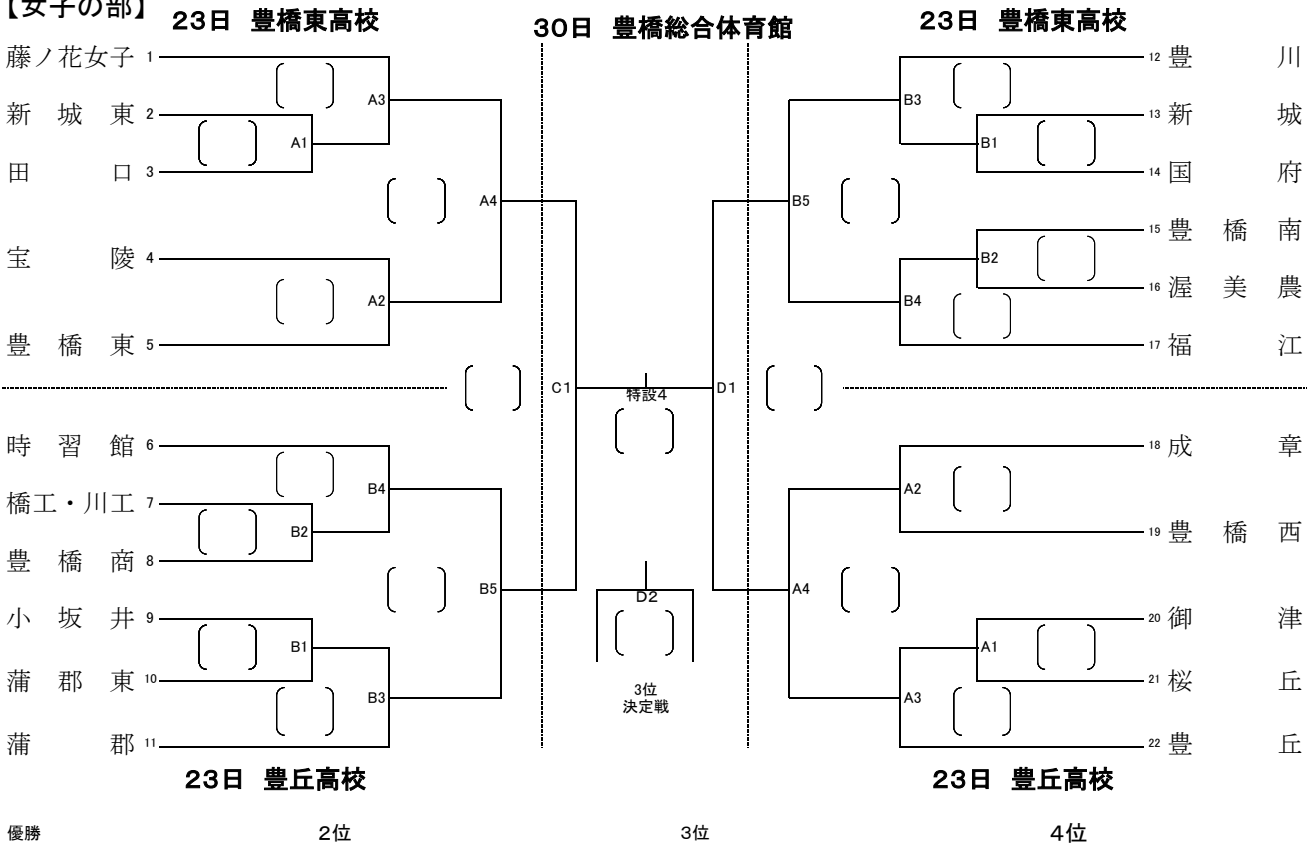 【女子の部】
23日 豊橋東高校
30日 豊橋総合体育館
23日 豊橋東高校
藤ノ花女子 1
新城東 2
田口 3
宝陵 4
豊橋東 5
A3
A1
A4
A2
時習館 6
橋工・川工 7
豊橋商 8
小坂井 9
蒲郡東 10
蒲郡 11
B4
B2
B5
B1
B3
23日 豊丘高校
C1
特設4
D1
D2
3位
決定戦
12 豊川
13 新城
14 国府
15 豊橋南
16 渥美農
17 福江
B3
B1
B5
B2
B4
18 成章
19 豊橋西
20 御津
21 桜丘
22 豊丘
A2
A4
A1
A3
23日 豊丘高校
優勝 2位 3位 4位